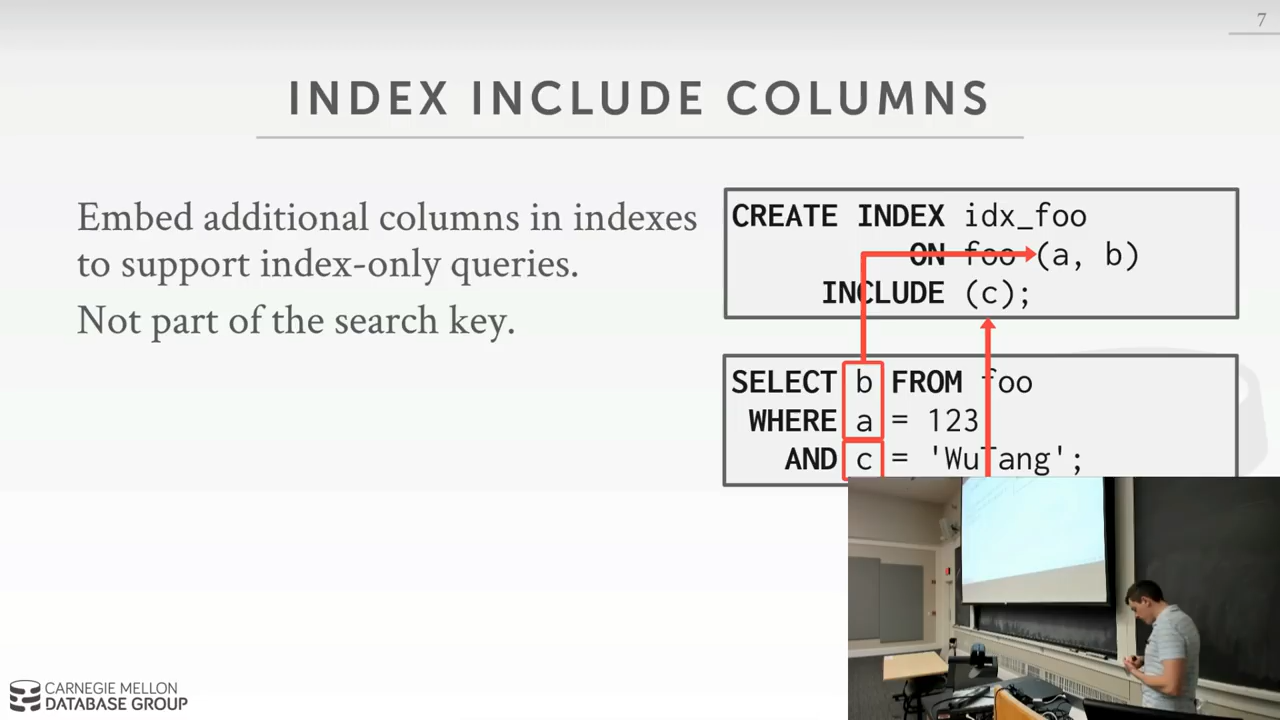 7
INDEX INCLUDE COLUMNS
Embed additional columns in indexes
to support index-only queries.
Not part of the search key.
CREATE INDEX idx_foo
ON foo (a, b)
INCLUDE (c);
SELECT b FROM foo
WHERE a = 123
AND c = 'WuTang';
CARNEGIE MELLON
DATABASE GROUP